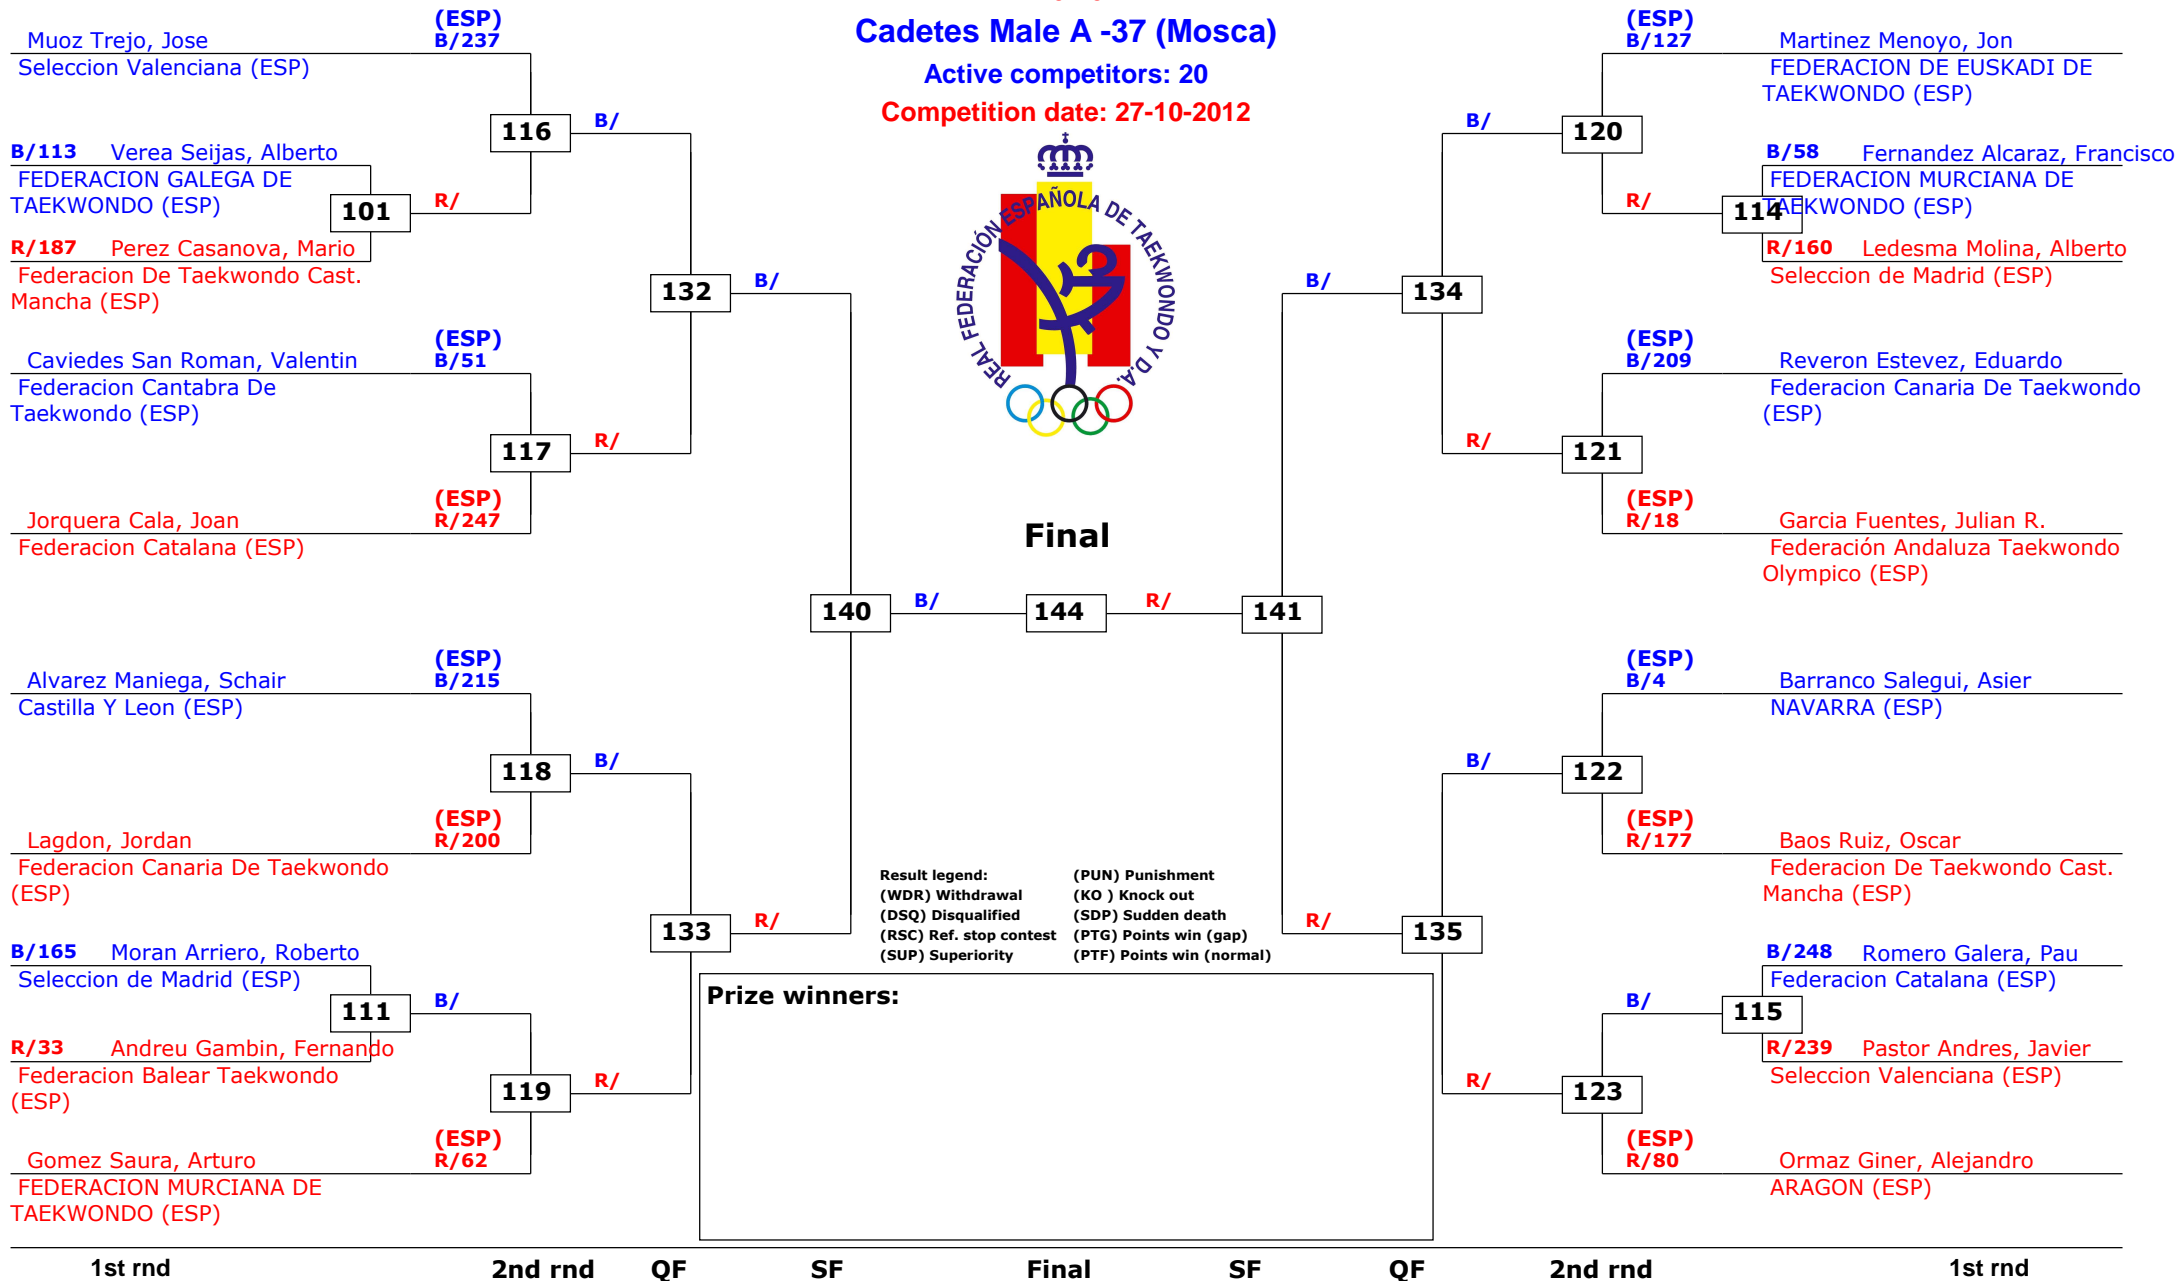 Cadetes Male A -37 (Mosca)
Active competitors: 20
Competition date: 27-10-2012
REAL FEDERACIÓN ESPAÑOLA DE TAEKWONDO Y D.A.
(ESP)
Muoz Trejo, Jose B/237
Seleccion Valenciana (ESP)
116 B/
B/113 Verea Seijas, Alberto
FEDERACION GALEGA DE
TAEKWONDO (ESP)
101 R/
R/187 Perez Casanova, Mario
Federacion De Taekwondo Cast.
Mancha (ESP)
132 B/
(ESP)
Caviedes San Roman, Valentin B/51
Federacion Cantabra De
Taekwondo (ESP)
117 R/
(ESP)
Jorquera Cala, Joan R/247
Federacion Catalana (ESP)
140 B/
(ESP)
Alvarez Maniega, Schair B/215
Castilla Y Leon (ESP)
118 B/
(ESP)
Lagdon, Jordan R/200
Federacion Canaria De Taekwondo
(ESP)
133 R/
B/165 Moran Arriero, Roberto
Seleccion de Madrid (ESP)
111 B/
R/33 Andreu Gambin, Fernando
Federacion Balear Taekwondo
(ESP)
119 R/
(ESP)
Gomez Saura, Arturo R/62
FEDERACION MURCIANA DE
TAEKWONDO (ESP)
Final
144
(ESP)
B/127 Martinez Menoyo, Jon
FEDERACION DE EUSKADI DE
TAEKWONDO (ESP)
B/ 120
B/58 Fernandez Alcaraz, Francisco
FEDERACION MURCIANA DE
TAEKWONDO (ESP)
R/ 114
R/160 Ledesma Molina, Alberto
Seleccion de Madrid (ESP)
B/ 134
(ESP)
B/209 Reveron Estevez, Eduardo
Federacion Canaria De Taekwondo
(ESP)
R/ 121
(ESP)
R/18 Garcia Fuentes, Julian R.
Federación Andaluza Taekwondo
Olympico (ESP)
R/ 141
(ESP)
B/4 Barranco Salegui, Asier
NAVARRA (ESP)
B/ 122
(ESP)
R/177 Baos Ruiz, Oscar
Federacion De Taekwondo Cast.
Mancha (ESP)
R/ 135
B/248 Romero Galera, Pau
Federacion Catalana (ESP)
B/ 115
R/239 Pastor Andres, Javier
Seleccion Valenciana (ESP)
R/ 123
(ESP)
R/80 Ormaz Giner, Alejandro
ARAGON (ESP)
Result legend: (PUN) Punishment
(WDR) Withdrawal (KO ) Knock out
(DSQ) Disqualified (SDP) Sudden death
(RSC) Ref. stop contest (PTG) Points win (gap)
(SUP) Superiority (PTF) Points win (normal)
Prize winners:
1st rnd 2nd rnd QF SF Final SF QF 2nd rnd 1st rnd